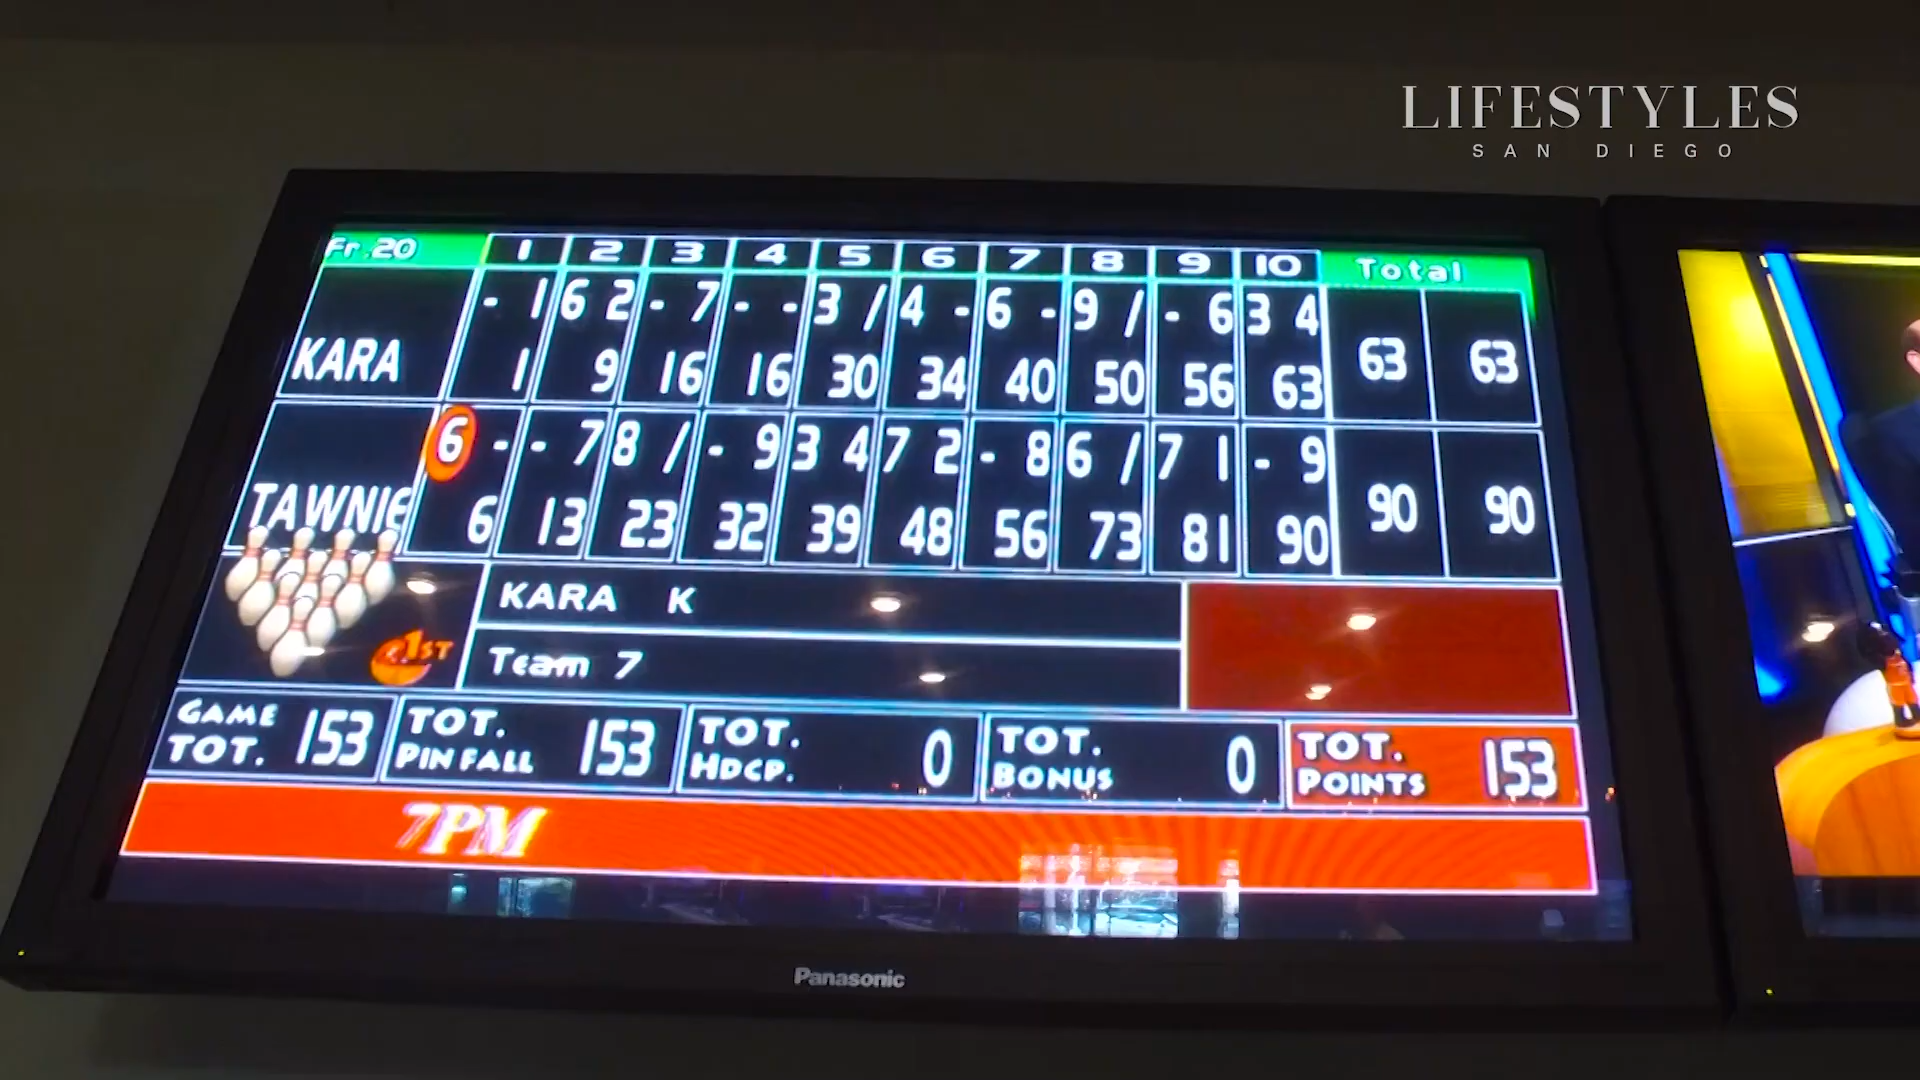 LIFESTYLES
SAN DIEGO
Fr.20 1 2 3 4 5 6 7 8 9 10 Total
- 1 6 2 - 7 - - 3 / 4 - 6 - 9 / - 6 3 4
KARA 1 9 16 16 30 34 40 50 56 63 63 63
6 - - 7 8 / - 9 3 4 7 2 - 8 6 / 7 1 - 9
TAWNIE 6 13 23 32 39 48 56 73 81 90 90 90
KARA K
1ST
Team 7
GAME TOT. 153 TOT. PINFALL 153 TOT. HDCP. 0 TOT. BONUS 0 TOT. POINTS 153
7PM
Panasonic